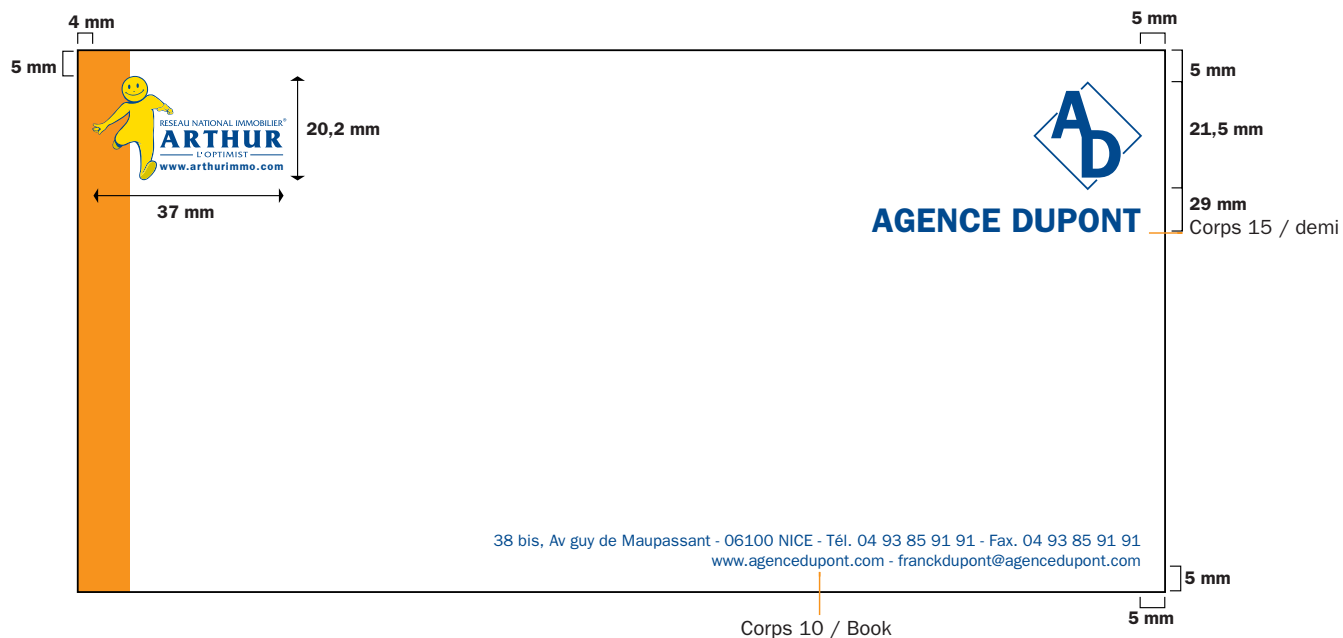 4 mm
5 mm
5 mm
5 mm
RESEAU NATIONAL IMMOBILIER®
ARTHUR
L'OPTIMIST
www.arthurimmo.com
20,2 mm
37 mm
AD
21,5 mm
29 mm
AGENCE DUPONT
Corps 15 / demi
38 bis, Av guy de Maupassant - 06100 NICE - Tél. 04 93 85 91 91 - Fax. 04 93 85 91 91
www.agencedupont.com - franckdupont@agencedupont.com
5 mm
5 mm
Corps 10 / Book